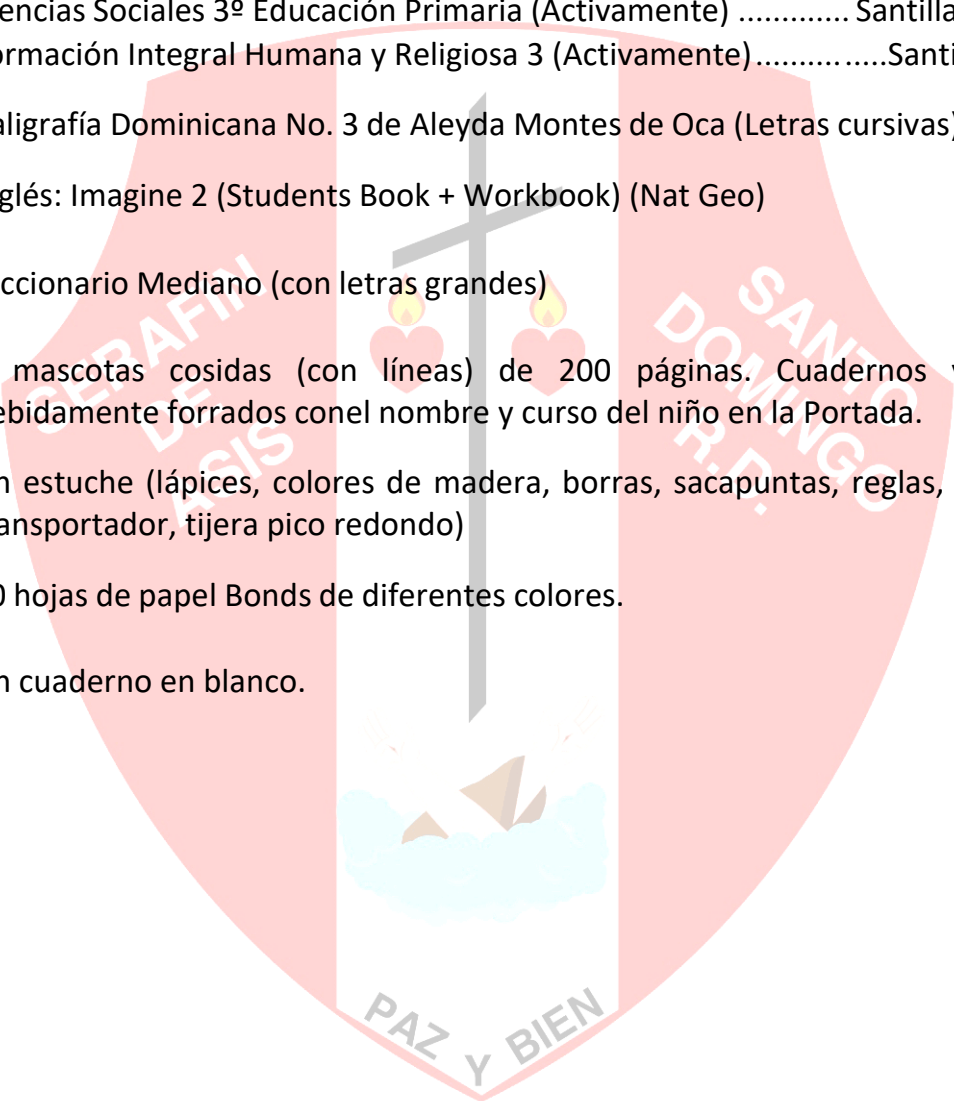 encias Sociales 3º Educación Primaria (Activamente) ............. Santilla
ormación Integral Humana y Religiosa 3 (Activamente)...............Santi
aligrafía Dominicana No. 3 de Aleyda Montes de Oca (Letras cursivas)
glés: Imagine 2 (Students Book + Workbook) (Nat Geo)
ccionario Mediano (con letras grandes)
mascotas cosidas (con líneas) de 200 páginas. Cuadernos
ebidamente forrados conel nombre y curso del niño en la Portada.
n estuche (lápices, colores de madera, borras, sacapuntas, reglas,
ansportador, tijera pico redondo)
0 hojas de papel Bonds de diferentes colores.
n cuaderno en blanco.
SERAFIN
DE
ASIS
SANTO
DOMINGO
R.D.
PAZ Y BIEN